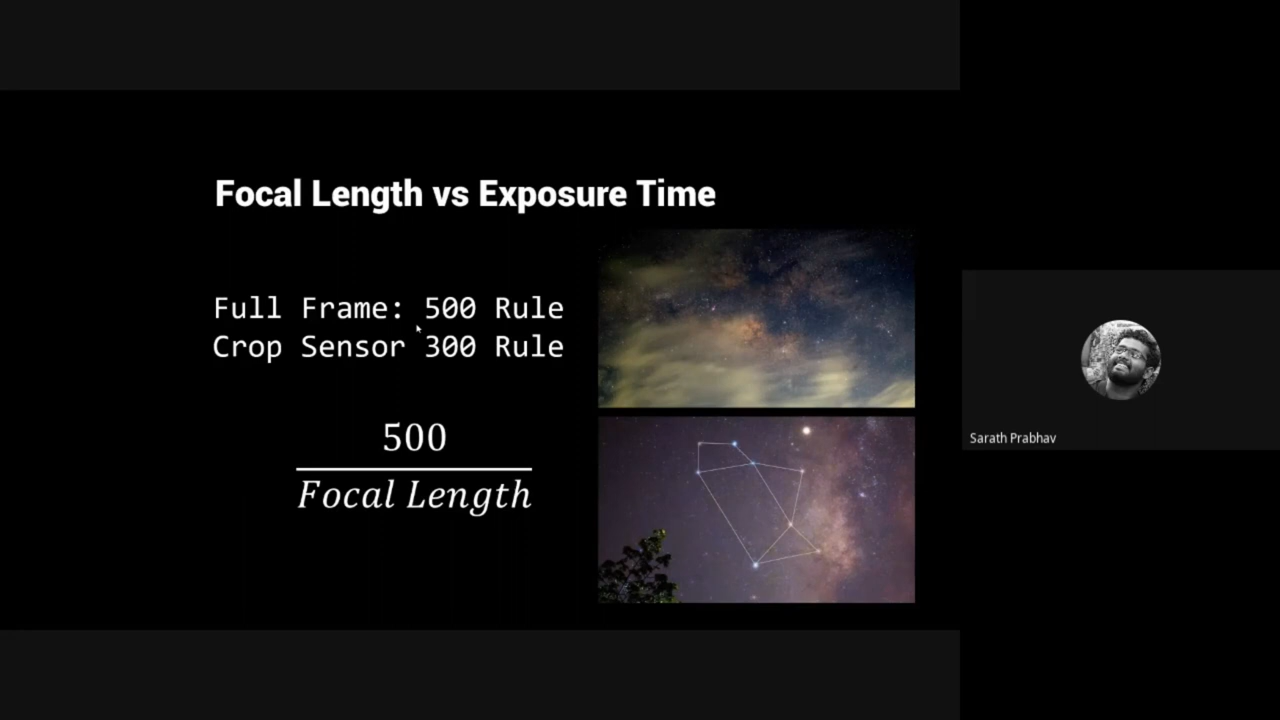 Focal Length vs Exposure Time
Full Frame: 500 Rule
Crop Sensor 300 Rule
500
Focal Length
Sarath Prabhav